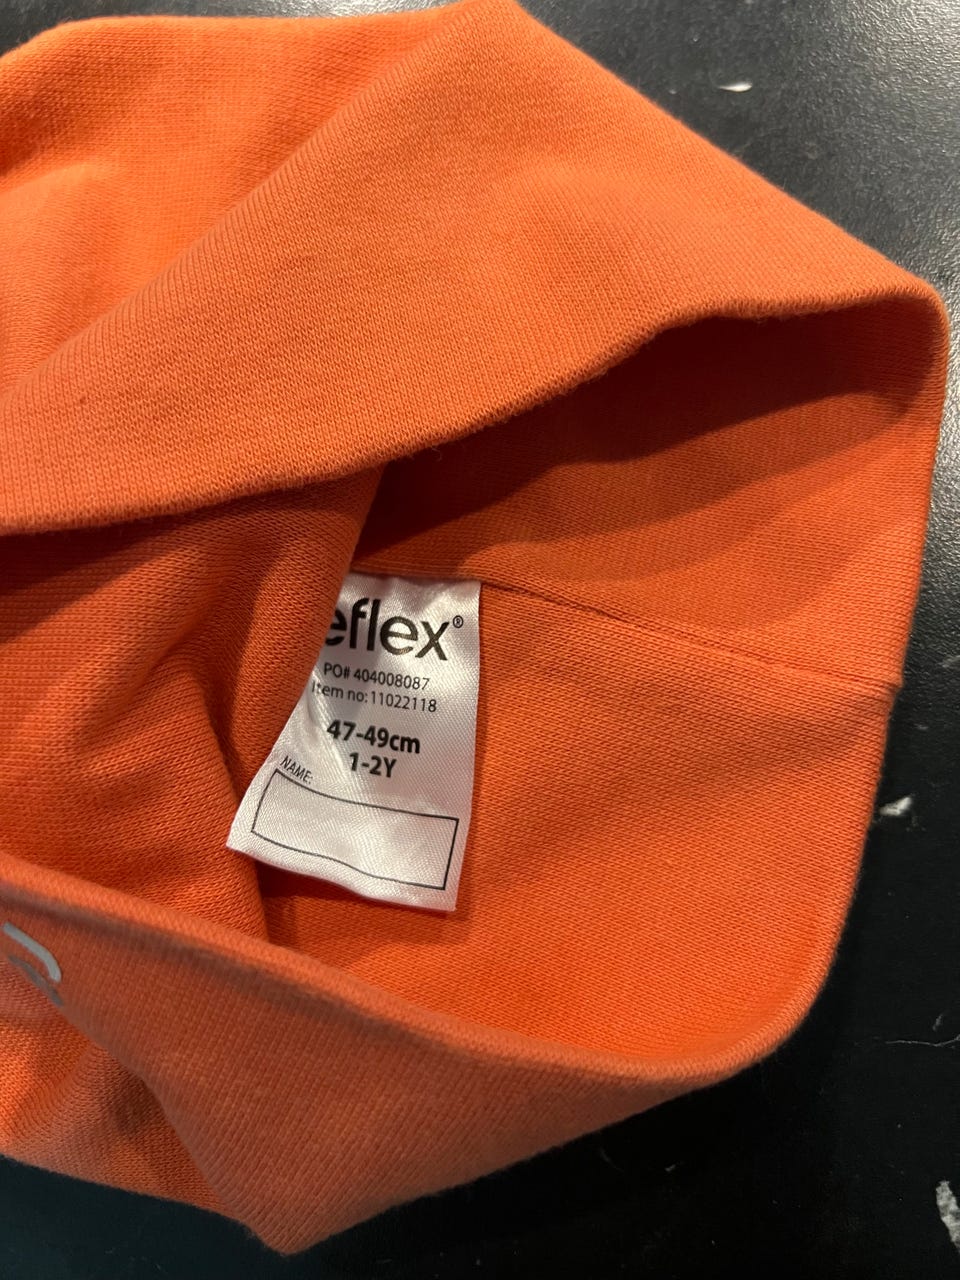 eflex®
PO# 404008087
Item no: 11022118
47-49cm
1-2Y
NAME: